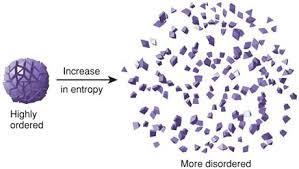 Increase
in entropy
Highly
ordered
More disordered